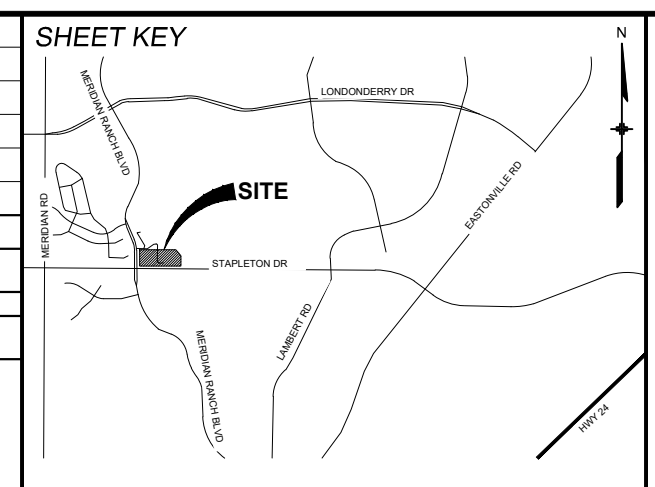 SHEET KEY
N
MERIDIAN RANCH BLVD
LONDONDERRY DR
SITE
MERIDIAN RD
EASTONVILLE RD
STAPLETON DR
LAMBERT RD
MERIDIAN RANCH BLVD
HWY 24